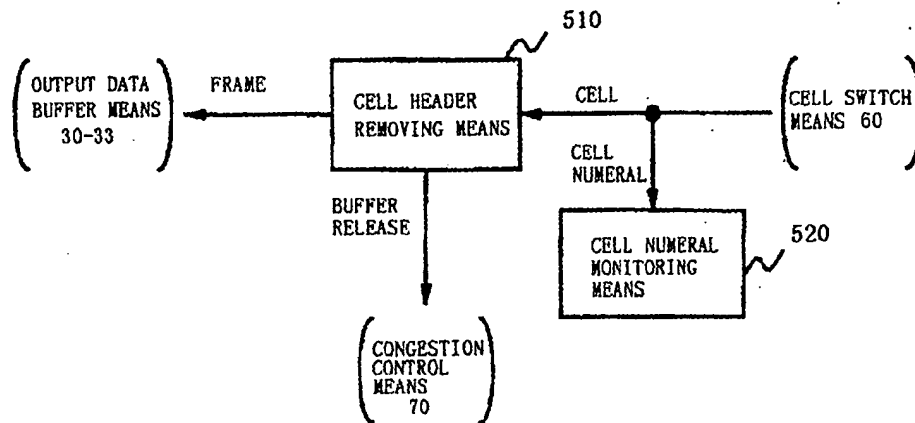 510
OUTPUT DATA
BUFFER MEANS
30-33
FRAME
CELL HEADER
REMOVING MEANS
CELL
CELL SWITCH
MEANS 60
CELL
NUMERAL
BUFFER
RELEASE
520
CELL NUMERAL
MONITORING
MEANS
CONGESTION
CONTROL
MEANS
70